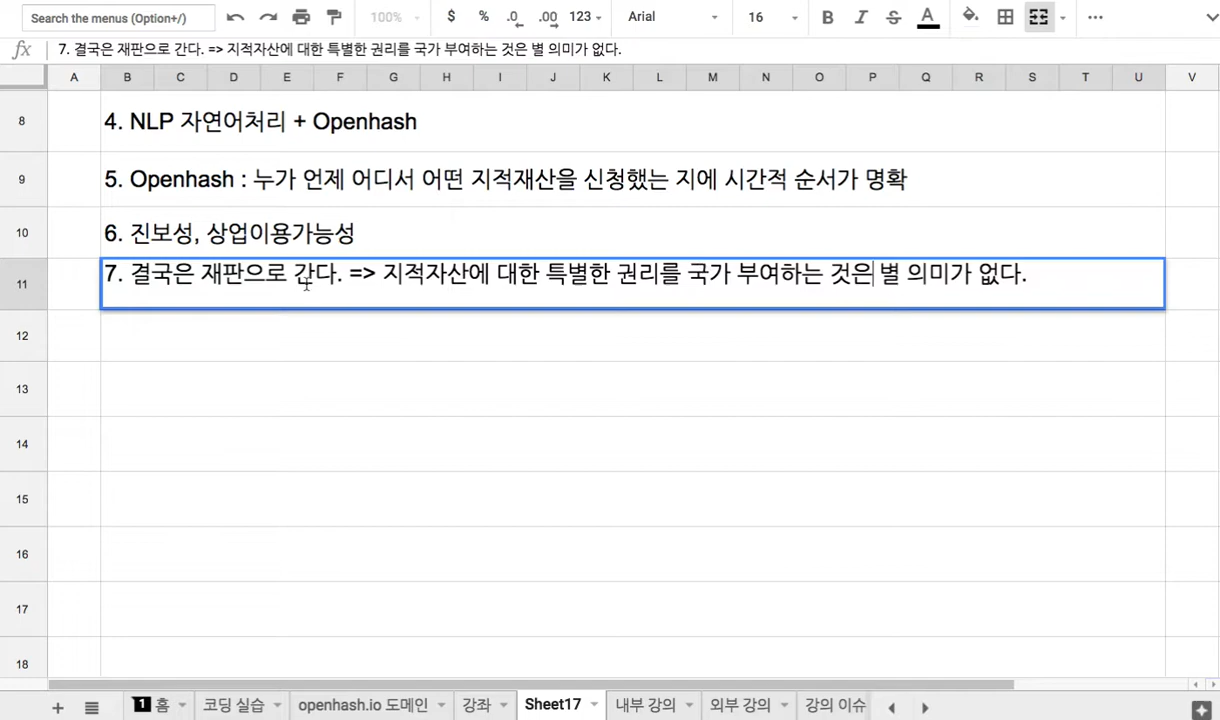 Search the menus (Option+/) 100% $ % .0 .00 123 Arial 16 B I S A
fx 7. 결국은 재판으로 간다. => 지적자산에 대한 특별한 권리를 국가 부여하는 것은 별 의미가 없다.
A B C D E F G H I J K L M N O P Q R S T U V
8 4. NLP 자연어처리 + Openhash
9 5. Openhash : 누가 언제 어디서 어떤 지적재산을 신청했는 지에 시간적 순서가 명확
10 6. 진보성, 상업이용가능성
11 7. 결국은 재판으로 간다. => 지적자산에 대한 특별한 권리를 국가 부여하는 것은 별 의미가 없다.
12
13
14
15
16
17
18
1 홈 코딩 실습 openhash.io 도메인 강좌 Sheet17 내부 강의 외부 강의 강의 이슈